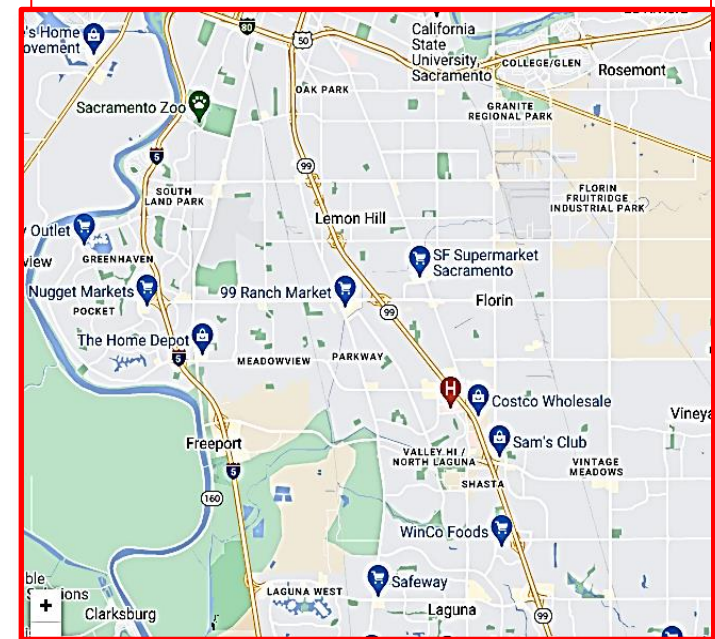 's Home
ovement
80
50
California
State
University,
Sacramento
COLLEGE/GLEN
Rosemont
OAK PARK
Sacramento Zoo
GRANITE
REGIONAL PARK
5
99
SOUTH
LAND PARK
FLORIN
FRUITRIDGE
INDUSTRIAL PARK
Lemon Hill
Outlet
view
GREENHAVEN
SF Supermarket
Sacramento
Nugget Markets
99 Ranch Market
Florin
POCKET
99
The Home Depot
5
MEADOWVIEW
PARKWAY
H
Costco Wholesale
Vineya
Freeport
Sam's Club
VALLEY HI /
NORTH LAGUNA
VINTAGE
MEADOWS
5
SHASTA
160
WinCo Foods
ble
Safeway
LAGUNA WEST
+
Clarksburg
Laguna
99